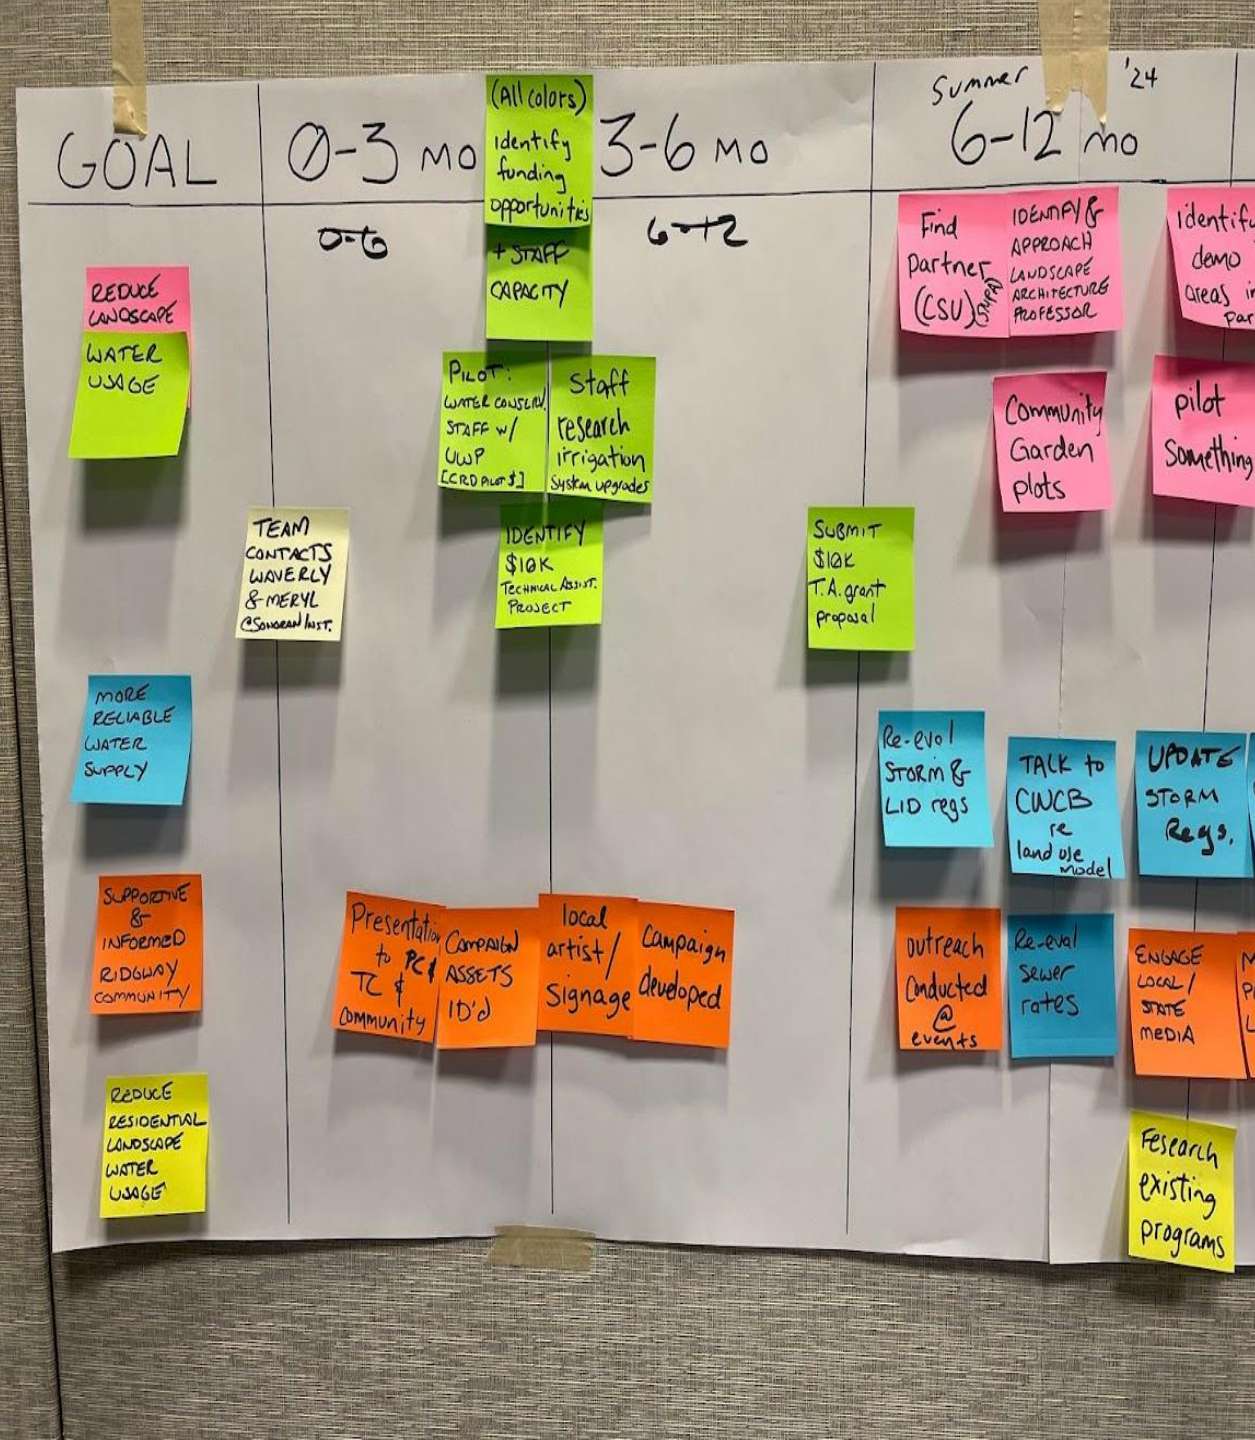 GOAL
0-3 MO
3-6 MO
Summer '24
6-12 mo
0-6
6-12
(All colors)
identify
funding
opportunities
+ STAFF
CAPACITY
REDUCE
LANDSCAPE
WATER
USAGE
PILOT:
WATER CONSERV.
STAFF W/
UWP
[CRD PILOT $]
Staff
research
irrigation
System upgrades
TEAM
CONTACTS
WAVERLY
& MERYL
@SONORAN INST.
IDENTIFY
$10K
TECHNICAL ASSIST.
PROJECT
SUBMIT
$10K
T.A. grant
proposal
Find
partner
(CSU)
IDENTIFY &
APPROACH
LANDSCAPE
ARCHITECTURE
PROFESSOR
identify
demo
areas in
par
Community
Garden
plots
pilot
Something
MORE
RELIABLE
WATER
SUPPLY
Re-eval
STORM &
LID regs
TALK to
CWCB
re
land use
model
UPDATE
STORM
Regs.
SUPPORTIVE
&
INFORMED
RIDGWAY
COMMUNITY
Presentation
to PC &
TC &
Community
CAMPAIGN
ASSETS
ID'd
local
artist/
Signage
Campaign
developed
outreach
Conducted
@
events
Re-eval
sewer
rates
ENGAGE
LOCAL/
STATE
MEDIA
REDUCE
RESIDENTIAL
LANDSCAPE
WATER
USAGE
Research
existing
programs